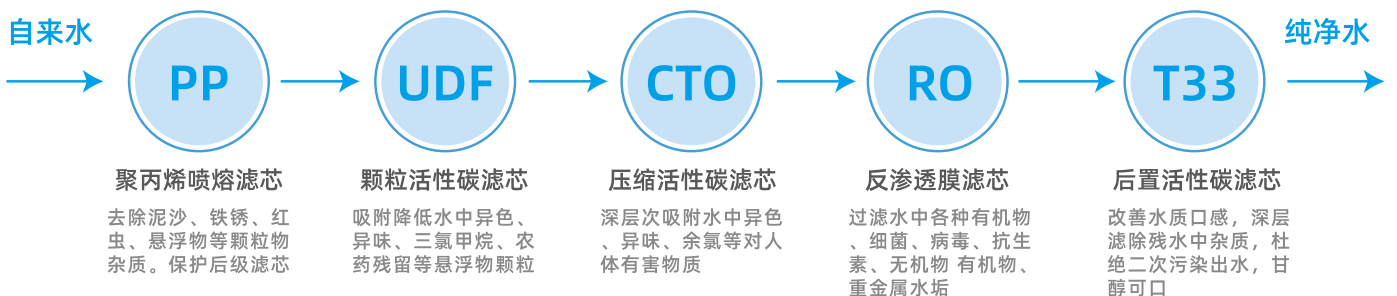 自来水
纯净水
PP
UDF
CTO
RO
T33
聚丙烯喷熔滤芯
去除泥沙、铁锈、红
虫、悬浮物等颗粒物
杂质。保护后级滤芯
颗粒活性碳滤芯
吸附降低水中异色、
异味、三氯甲烷、农
药残留等悬浮物颗粒
压缩活性碳滤芯
深层次吸附水中异色
、异味、余氯等对人
体有害物质
反渗透膜滤芯
过滤水中各种有机物
、细菌、病毒、抗生
素、无机物 有机物、
重金属水垢
后置活性碳滤芯
改善水质口感，深层
滤除残水中杂质，杜
绝二次污染出水，甘
醇可口